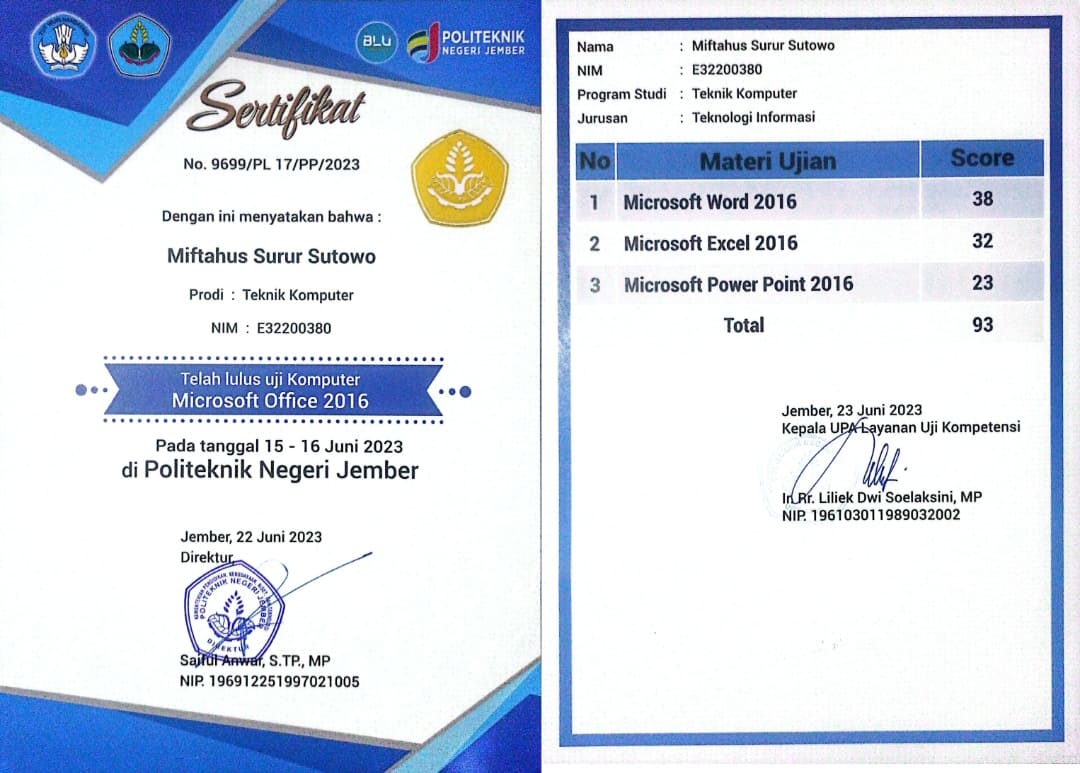 BLU
POLITEKNIK
NEGERI JEMBER
Sertifikat
No. 9699/PL 17/PP/2023
Dengan ini menyatakan bahwa :
Miftahus Surur Sutowo
Prodi : Teknik Komputer
NIM : E32200380
Telah lulus uji Komputer
Microsoft Office 2016
Pada tanggal 15 - 16 Juni 2023
di Politeknik Negeri Jember
Jember, 22 Juni 2023
Direktur,
POLITEKNIK NEGERI JEMBER
DIREKTUR
Saiful Anwar, S.TP., MP
NIP. 196912251997021005
Nama : Miftahus Surur Sutowo
NIM : E32200380
Program Studi : Teknik Komputer
Jurusan : Teknologi Informasi
No Materi Ujian Score
1 Microsoft Word 2016 38
2 Microsoft Excel 2016 32
3 Microsoft Power Point 2016 23
Total 93
Jember, 23 Juni 2023
Kepala UPA Layanan Uji Kompetensi
Ir. Rr. Liliek Dwi Soelaksini, MP
NIP. 196103011989032002